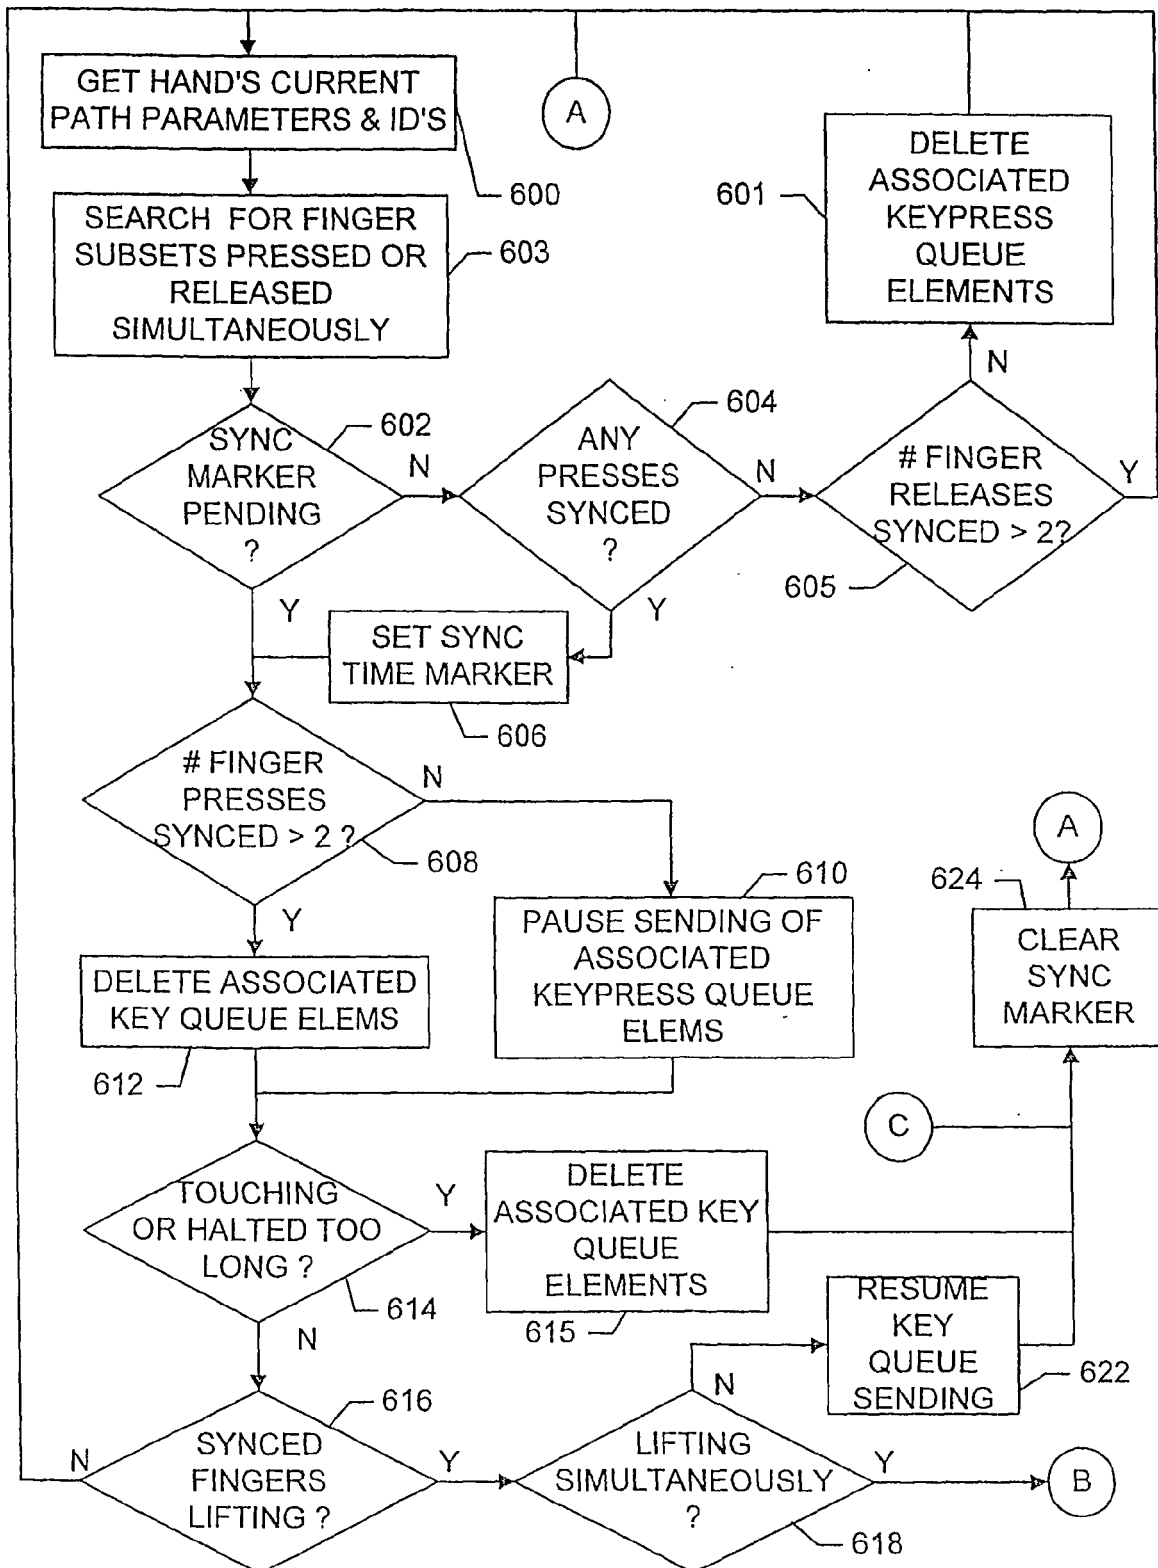 GET HAND'S CURRENT
PATH PARAMETERS & ID'S
600
A
DELETE
ASSOCIATED
KEYPRESS
QUEUE
ELEMENTS
601
SEARCH FOR FINGER
SUBSETS PRESSED OR
RELEASED
SIMULTANEOUSLY
603
SYNC
MARKER
PENDING
?
602
N
Y
ANY
PRESSES
SYNCED
?
604
N
Y
# FINGER
RELEASES
SYNCED > 2?
605
N
Y
SET SYNC
TIME MARKER
606
# FINGER
PRESSES
SYNCED > 2 ?
608
N
Y
PAUSE SENDING OF
ASSOCIATED
KEYPRESS QUEUE
ELEMS
610
A
624
CLEAR
SYNC
MARKER
DELETE ASSOCIATED
KEY QUEUE ELEMS
612
C
TOUCHING
OR HALTED TOO
LONG ?
614
Y
N
DELETE
ASSOCIATED KEY
QUEUE
ELEMENTS
615
RESUME
KEY
QUEUE
SENDING
622
SYNCED
FINGERS
LIFTING ?
616
N
Y
LIFTING
SIMULTANEOUSLY
?
618
N
Y
B